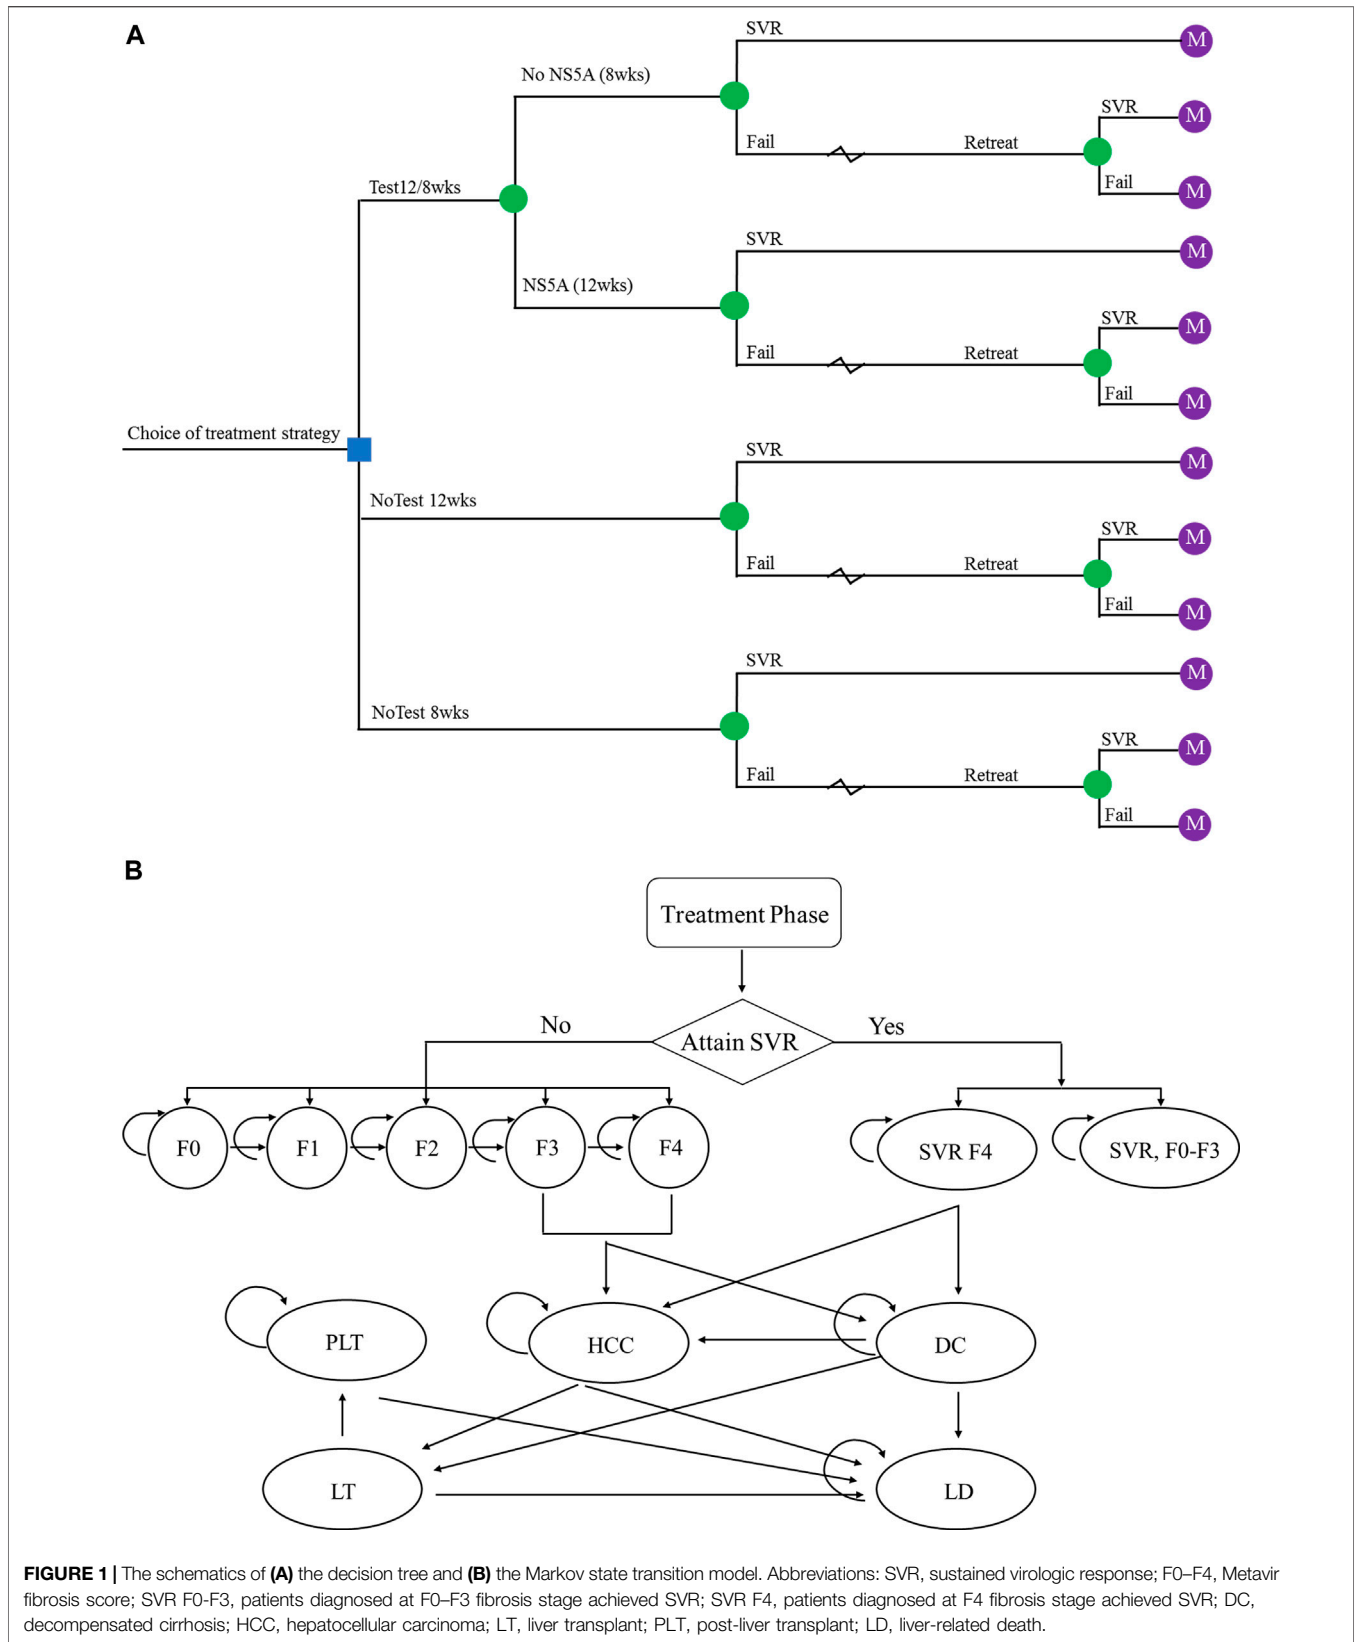 A
SVR
M
No NS5A (8wks)
SVR
M
Fail
Retreat
Fail
M
Test12/8wks
SVR
M
NS5A (12wks)
SVR
M
Fail
Retreat
Fail
M
Choice of treatment strategy
SVR
M
NoTest 12wks
SVR
M
Fail
Retreat
Fail
M
SVR
M
NoTest 8wks
SVR
M
Fail
Retreat
Fail
M
B
Treatment Phase
No
Attain SVR
Yes
F0
F1
F2
F3
F4
SVR F4
SVR, F0-F3
PLT
HCC
DC
LT
LD
FIGURE 1 | The schematics of (A) the decision tree and (B) the Markov state transition model. Abbreviations: SVR, sustained virologic response; F0–F4, Metavir
fibrosis score; SVR F0-F3, patients diagnosed at F0–F3 fibrosis stage achieved SVR; SVR F4, patients diagnosed at F4 fibrosis stage achieved SVR; DC,
decompensated cirrhosis; HCC, hepatocellular carcinoma; LT, liver transplant; PLT, post-liver transplant; LD, liver-related death.